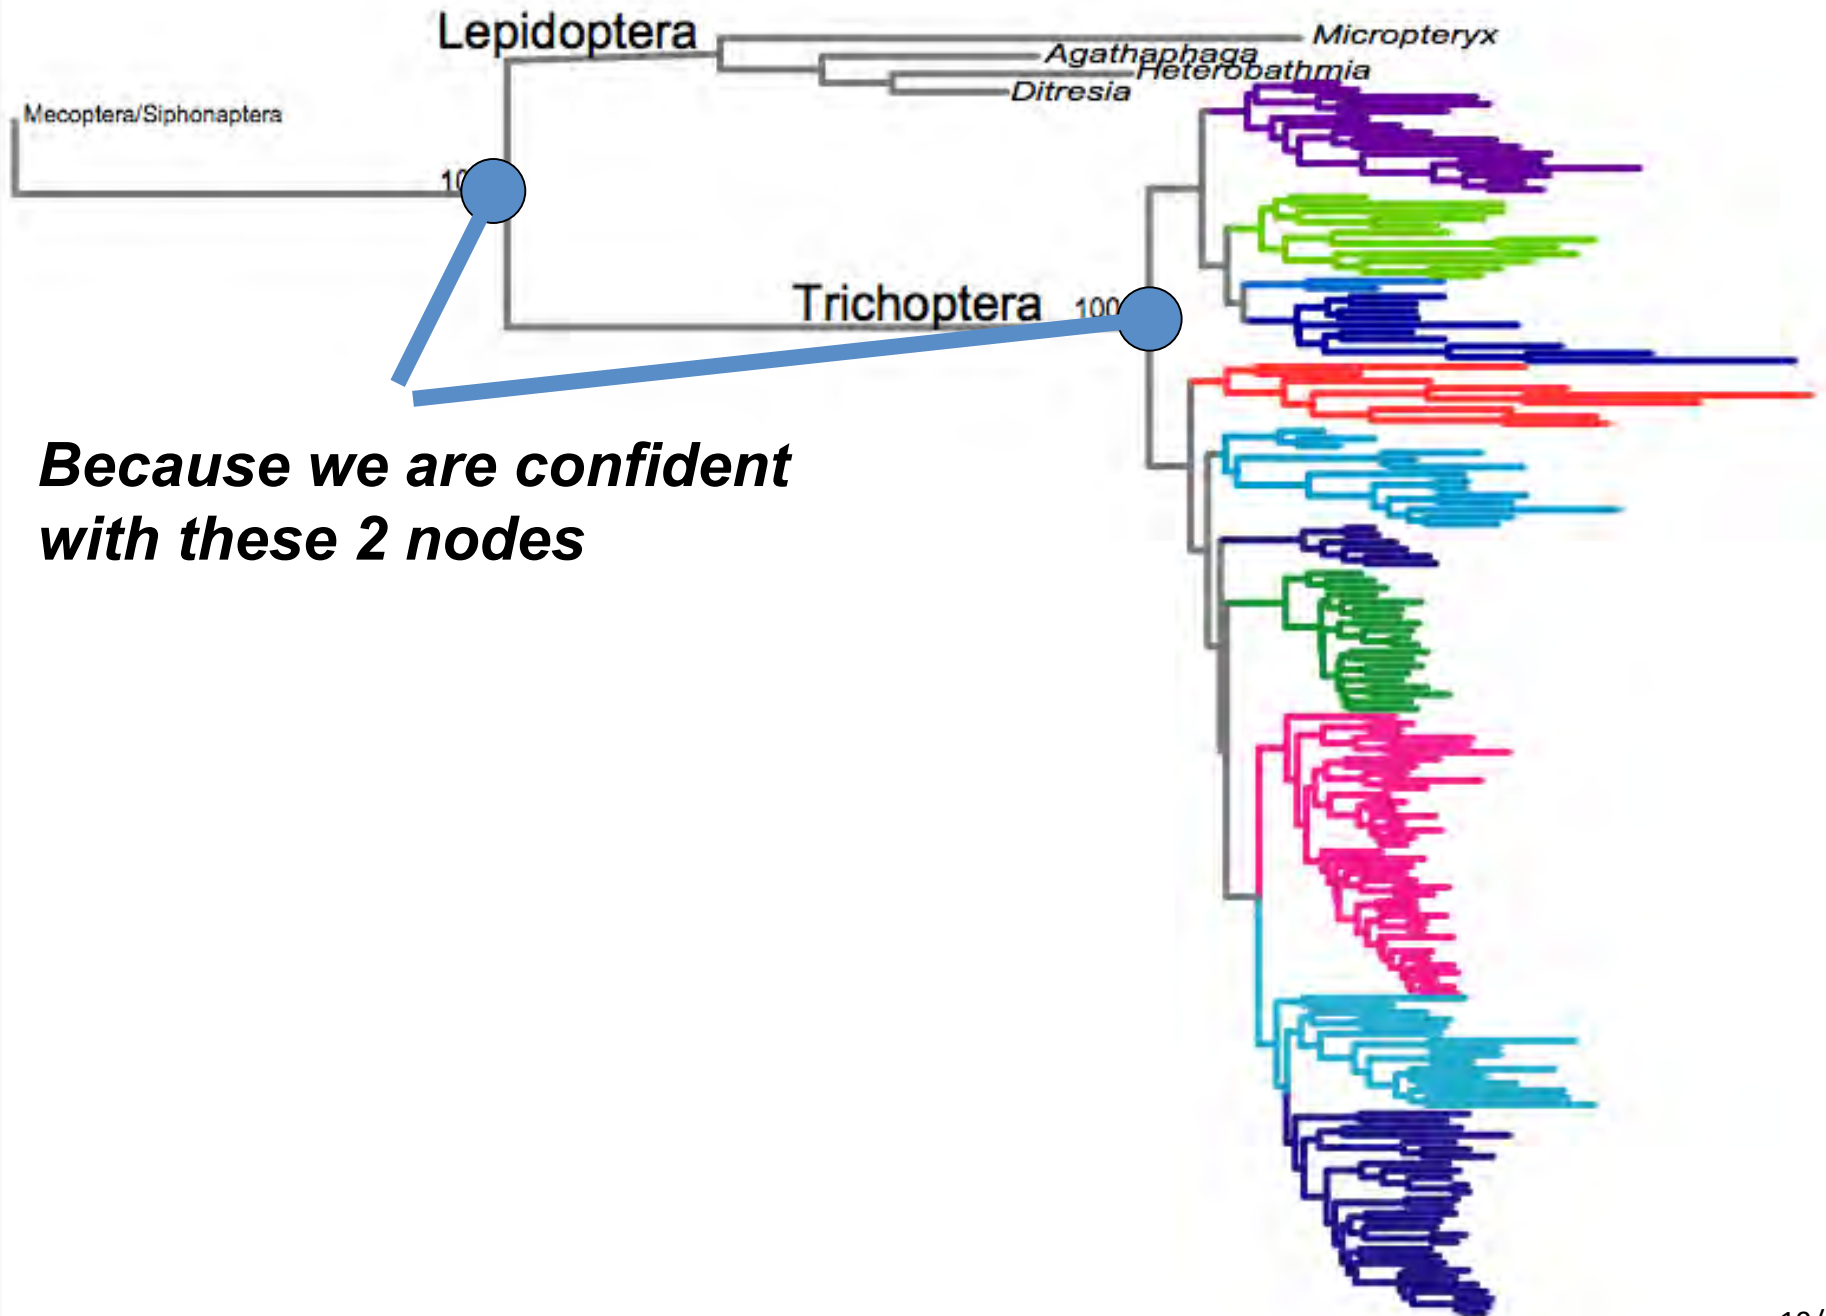 Lepidoptera
Micropteryx
Agathaphaga
Heterobathmia
Ditresia
Mecoptera/Siphonaptera
Trichoptera
100
Because we are confident
with these 2 nodes